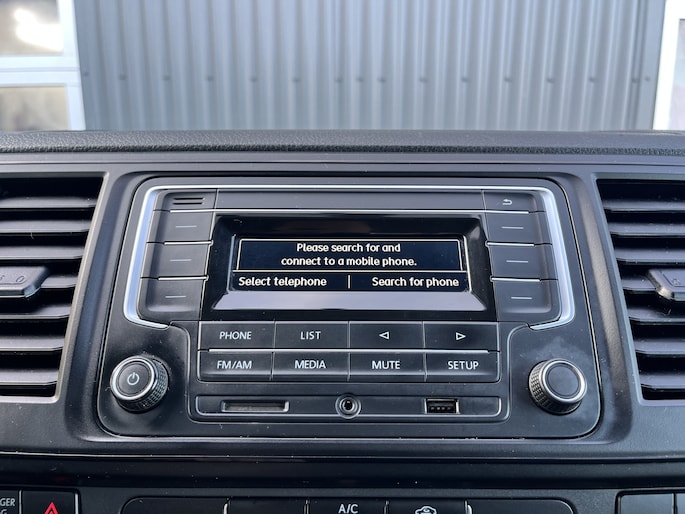 Please search for and
connect to a mobile phone.
Select telephone | Search for phone
PHONE LIST
FM/AM MEDIA MUTE SETUP
A/C